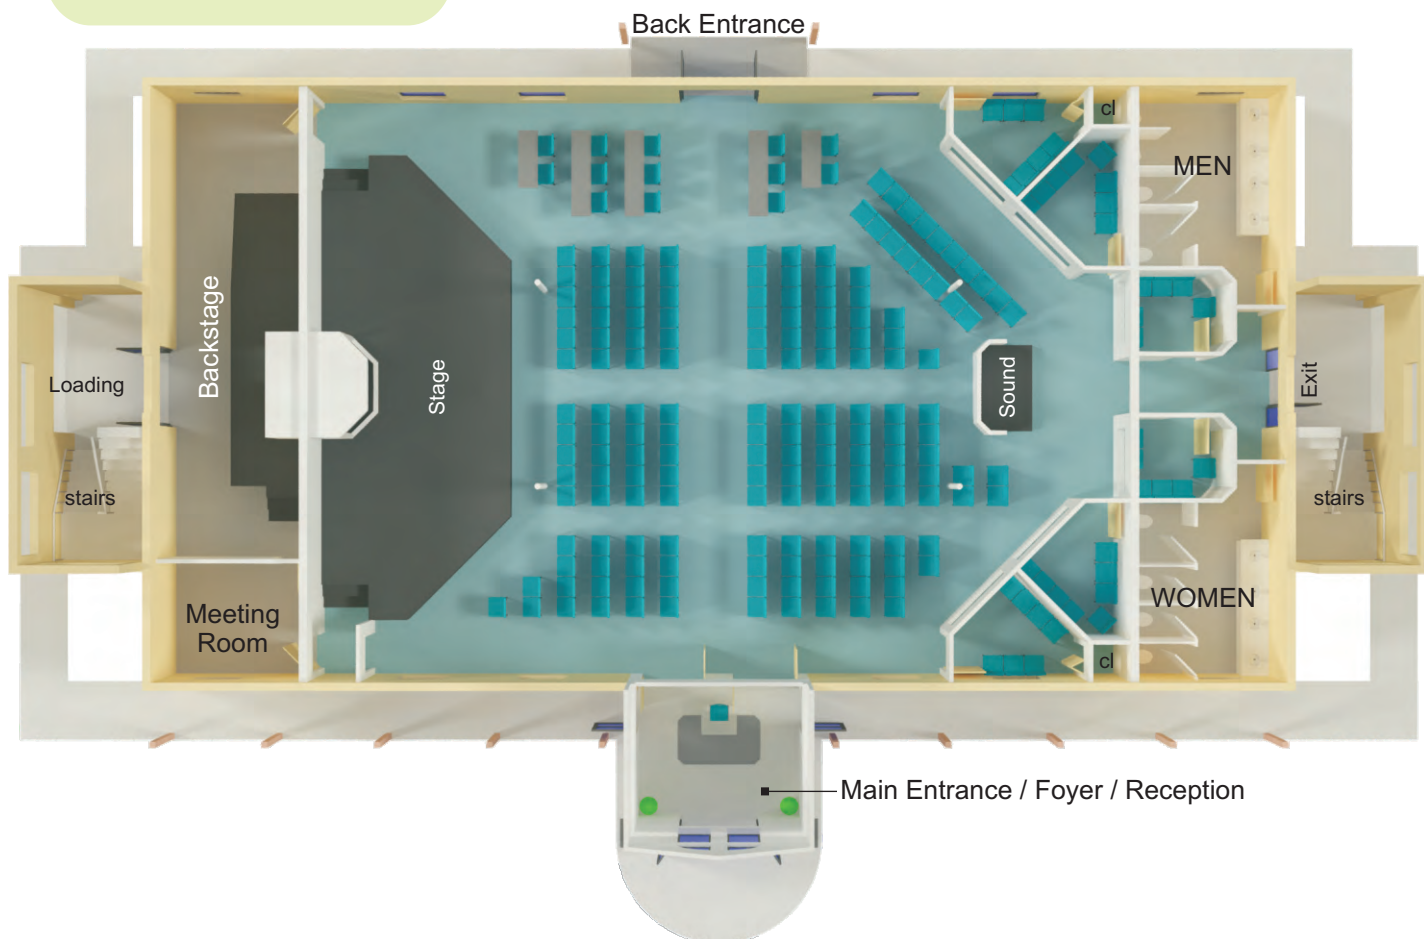 Back Entrance
cl
MEN
Backstage
Loading
Stage
Sound
Exit
stairs
stairs
Meeting
Room
WOMEN
cl
Main Entrance / Foyer / Reception